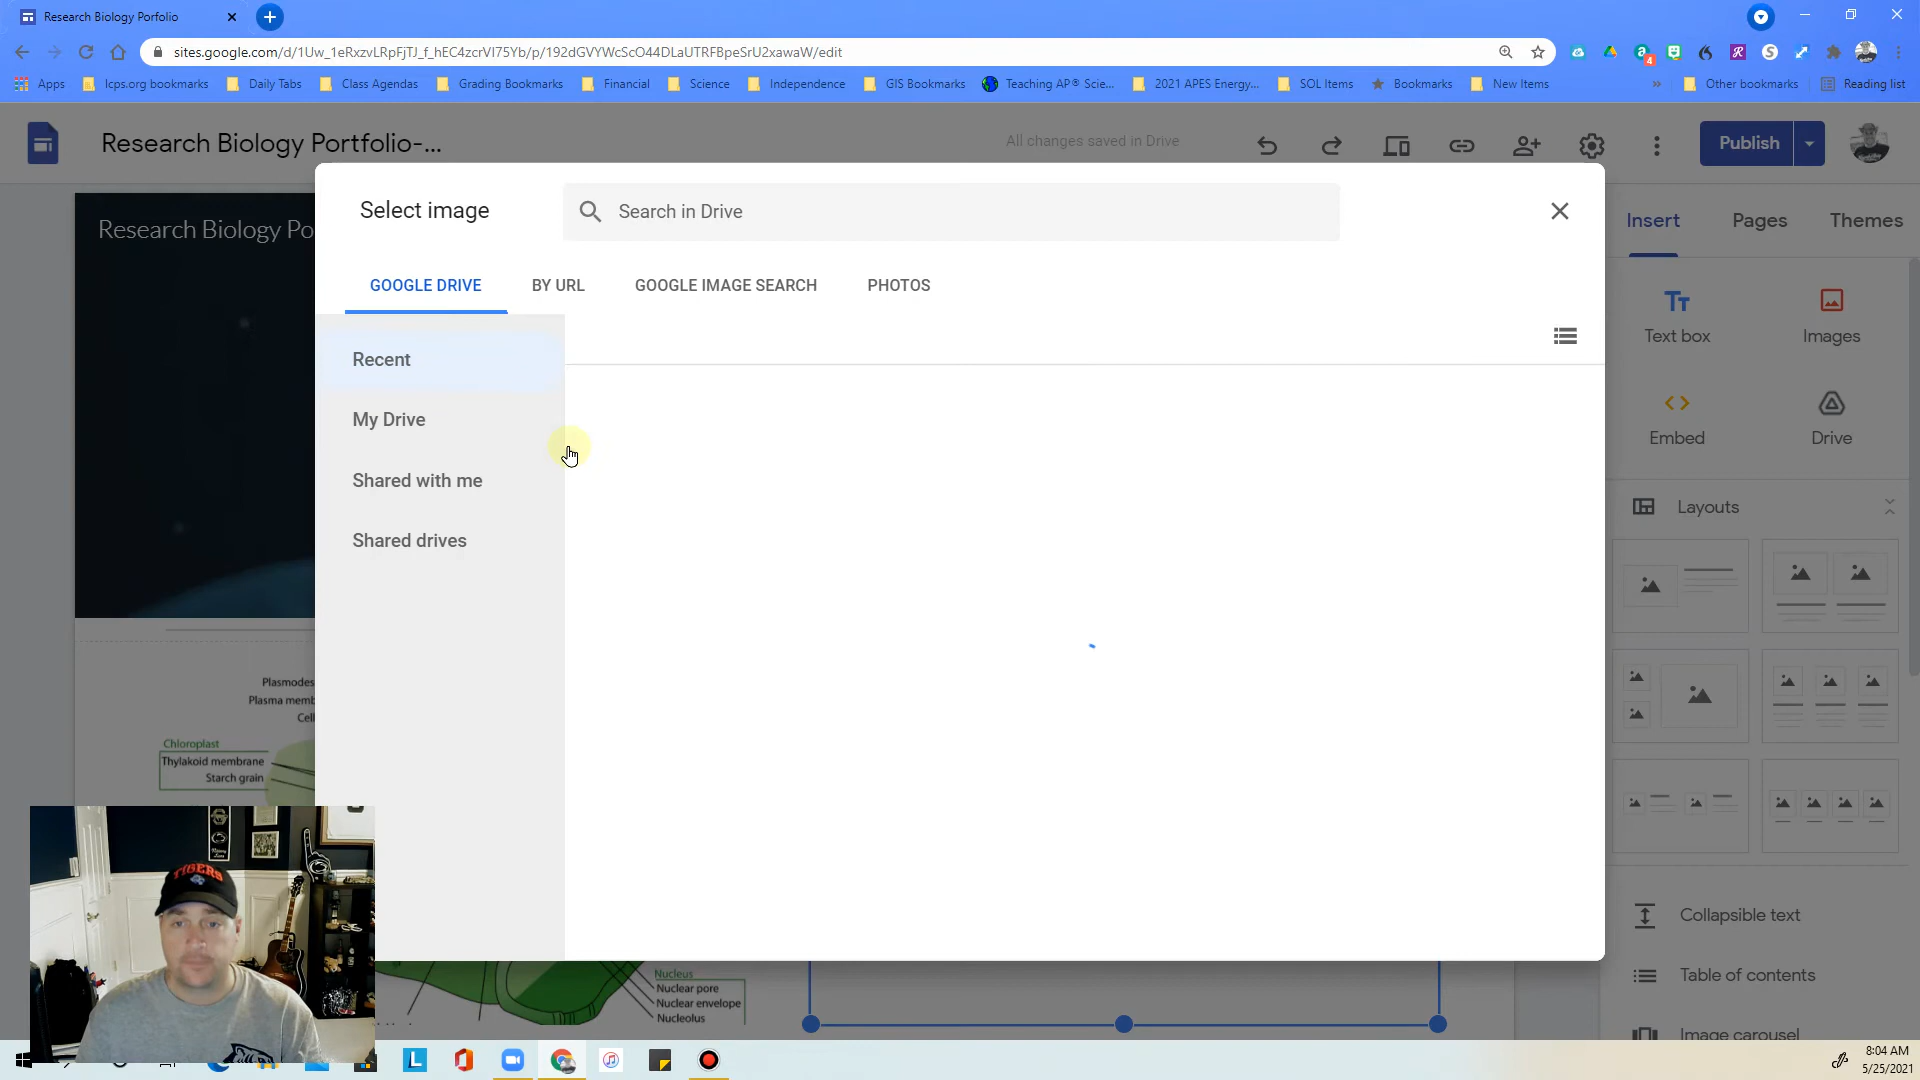 Research Biology Porfolio
sites.google.com/d/1Uw_1eRxzvLRpFjTJ_f_hEC4zcrVI75Yb/p/192dGVYWcScO44DLaUTRFBpeSrU2xawaW/edit
Apps
lcps.org bookmarks
Daily Tabs
Class Agendas
Grading Bookmarks
Financial
Science
Independence
GIS Bookmarks
Teaching AP® Scie...
2021 APES Energy...
SOL Items
Bookmarks
New Items
»
Other bookmarks
Reading list
4
Research Biology Portfolio-...
All changes saved in Drive
Publish
Research Biology Po
Select image
Search in Drive
Insert
Pages
Themes
GOOGLE DRIVE
BY URL
GOOGLE IMAGE SEARCH
PHOTOS
Recent
My Drive
Shared with me
Shared drives
Tt
Text box
Images
Embed
Drive
Layouts
Collapsible text
Table of contents
Image carousel
Plasmodes
Plasma memb
Cel
Chloroplast
Thylakoid membrane
Starch grain
Nucleus
Nuclear pore
Nuclear envelope
Nucleolus
TIGERS
L
8:04 AM
5/25/2021